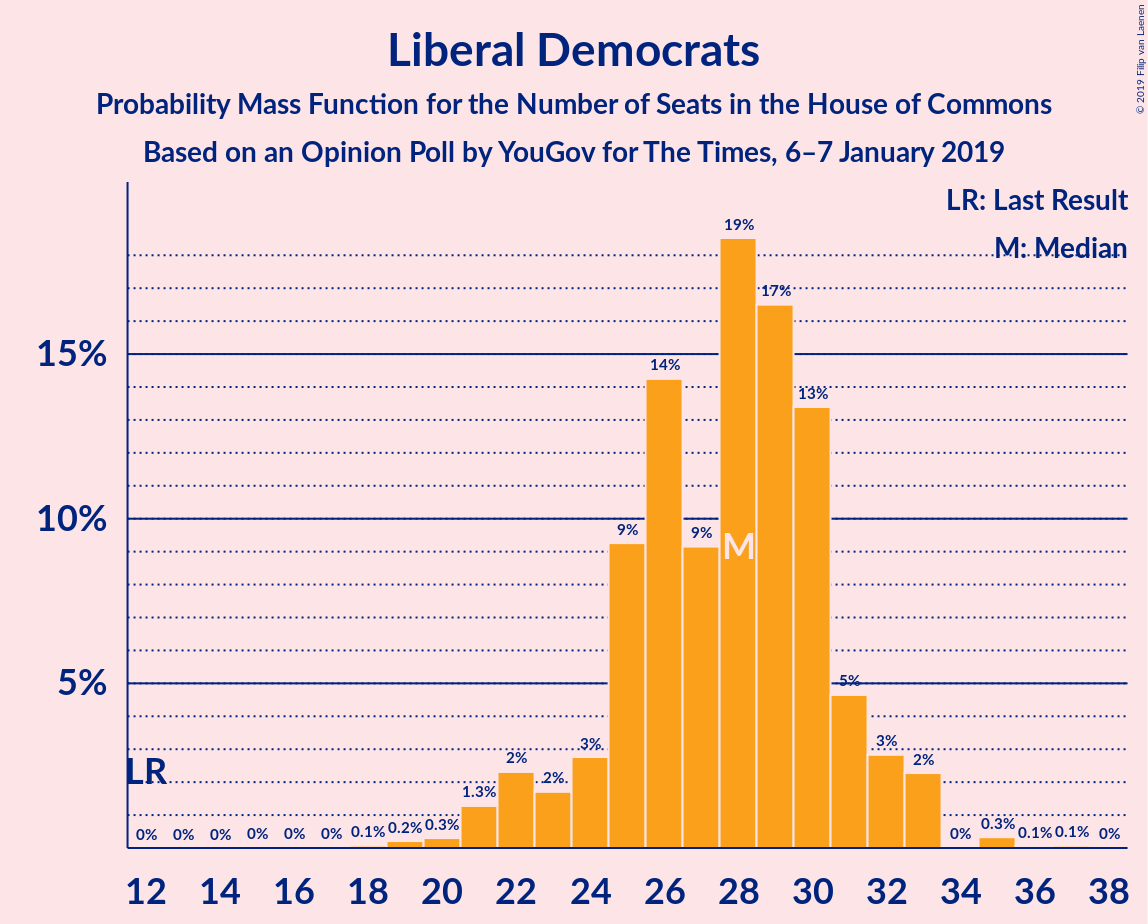 Liberal Democrats
Probability Mass Function for the Number of Seats in the House of Commons
Based on an Opinion Poll by YouGov for The Times, 6–7 January 2019
© 2019 Filip van Laenen
LR: Last Result
M: Median
19%
17%
15%
14%
13%
10%
9%
9%
M
5%
5%
LR
3%
3%
2%
2%
2%
1.3%
0% 0% 0% 0% 0% 0% 0.1% 0.2% 0.3%
0% 0.3% 0.1% 0.1% 0%
12 14 16 18 20 22 24 26 28 30 32 34 36 38